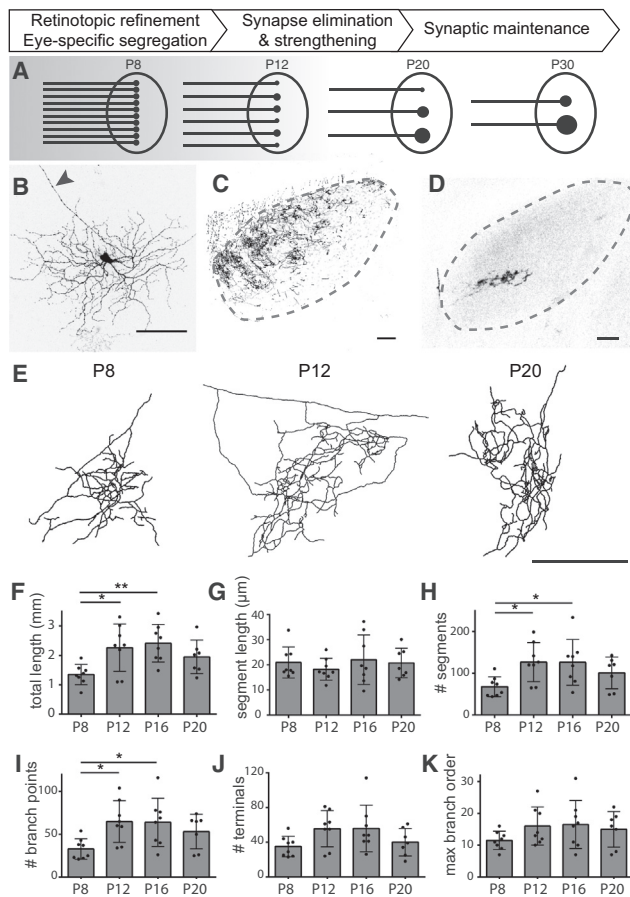 Retinotopic refinement
Eye-specific segregation
Synapse elimination
& strengthening
Synaptic maintenance
A
P8
P12
P20
P30
B
C
D
E
P8
P12
P20
F
total length (mm)
3
2
1
0
*
**
P8
P12
P16
P20
G
segment length (µm)
40
30
20
10
0
P8
P12
P16
P20
H
# segments
200
100
0
*
*
P8
P12
P16
P20
I
# branch points
100
50
0
*
*
P8
P12
P16
P20
J
# terminals
120
80
40
0
P8
P12
P16
P20
K
max branch order
30
20
10
0
P8
P12
P16
P20